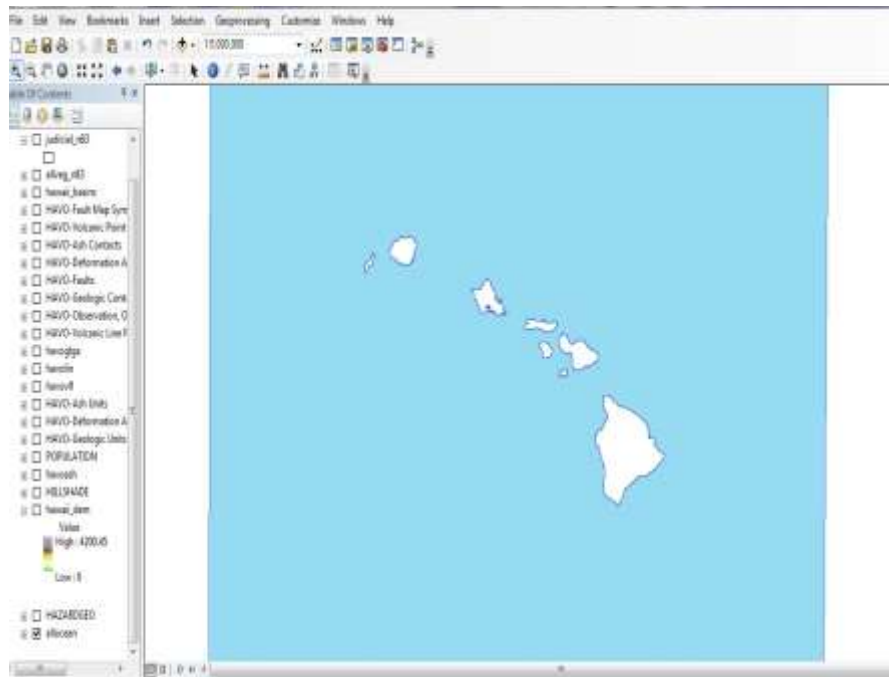 File Edit View Bookmarks Insert Selection Geoprocessing Customize Windows Help
Table Of Contents
judicial_n83
hawaii_basins
HAVO-Fault Map Sym
HAVO-Volcanic Point
HAVO-Ash Contacts
HAVO-Deformation A
HAVO-Faults
HAVO-Geologic Cont
HAVO-Observation, O
HAVO-Volcanic Line F
HAVO-Ash Units
HAVO-Deformation A
HAVO-Geologic Units
POPULATION
HILLSHADE
hawaii_dem
Value
High : 4200.45
Low : 0
HAZARDGEO
allocean